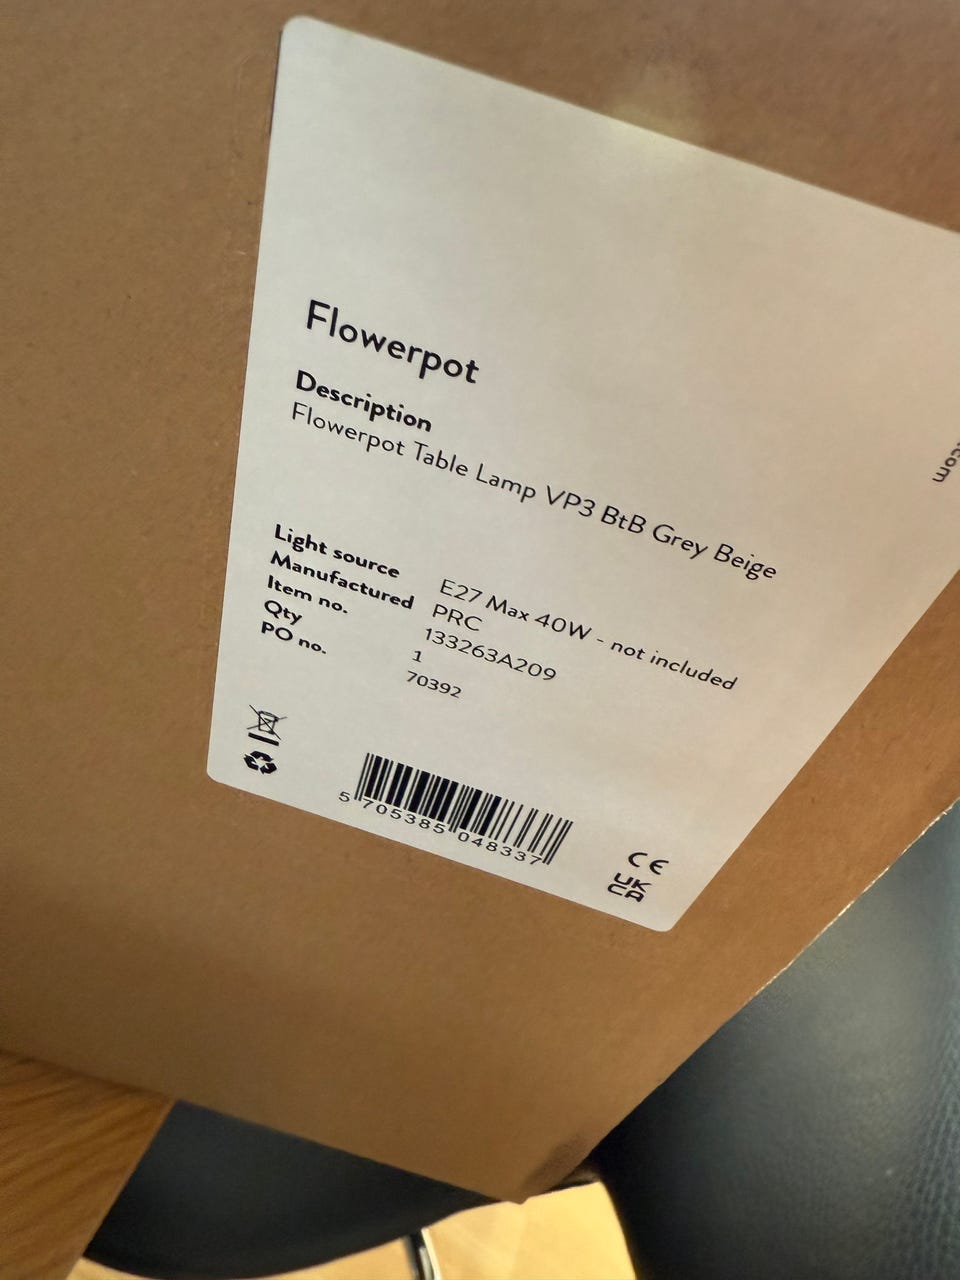 Flowerpot
Description
Flowerpot Table Lamp VP3 BtB Grey Beige
Light source E27 Max 40W - not included
Manufactured PRC
Item no. 133263A209
Qty 1
PO no. 70392
5 705385 048337
CE
UK
CA